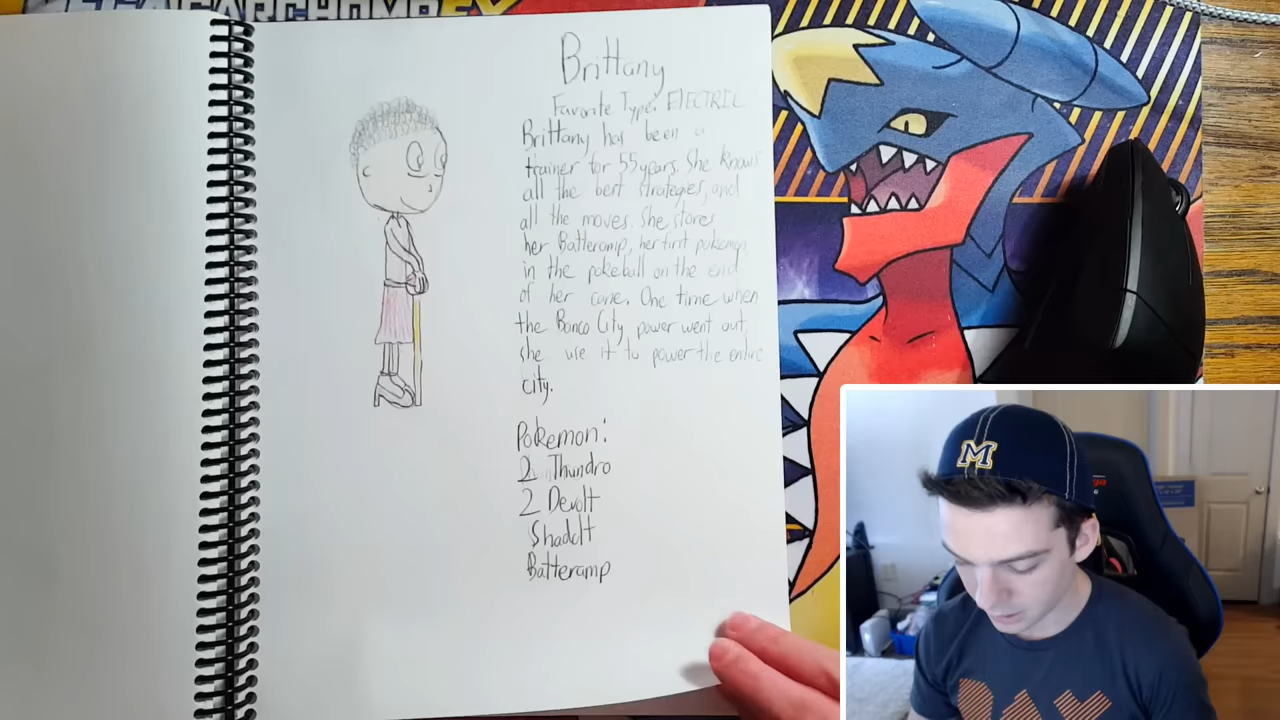 MEGA GARCHOMP EX
Brittany
Favorite Type: ELECTRIC
Brittany has been a
trainer for 55 years. She knows
all the best strategies, and
all the moves. She stores
her Batteramp, her first pokemon,
in the pokeball on the end
of her cane. One time when
the Bonco City power went out,
she use it to power the entire
city.
Pokemon:
2 Thundro
2 Devolt
Shadolt
Batteramp
M